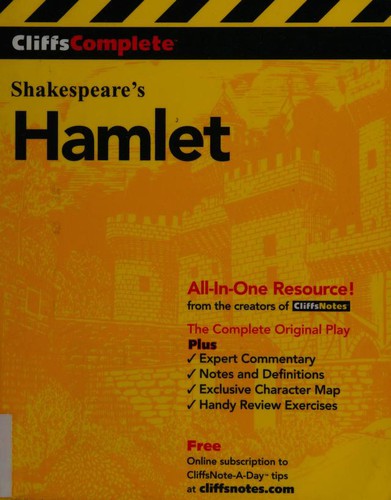 CliffsComplete™
Shakespeare's
Hamlet
All-In-One Resource!
from the creators of CliffsNotes
The Complete Original Play
Plus
✓ Expert Commentary
✓ Notes and Definitions
✓ Exclusive Character Map
✓ Handy Review Exercises
Free
Online subscription to
CliffsNote-A-Day™ tips
at cliffsnotes.com